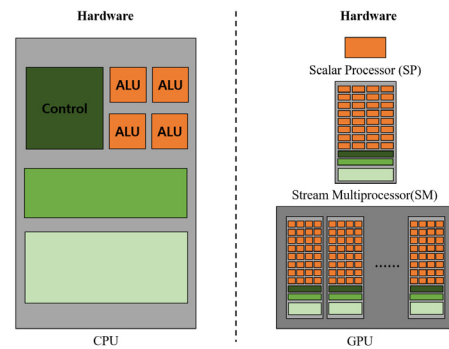 Hardware
Control
ALU ALU
ALU ALU
CPU
Hardware
Scalar Processor (SP)
Stream Multiprocessor(SM)
......
GPU